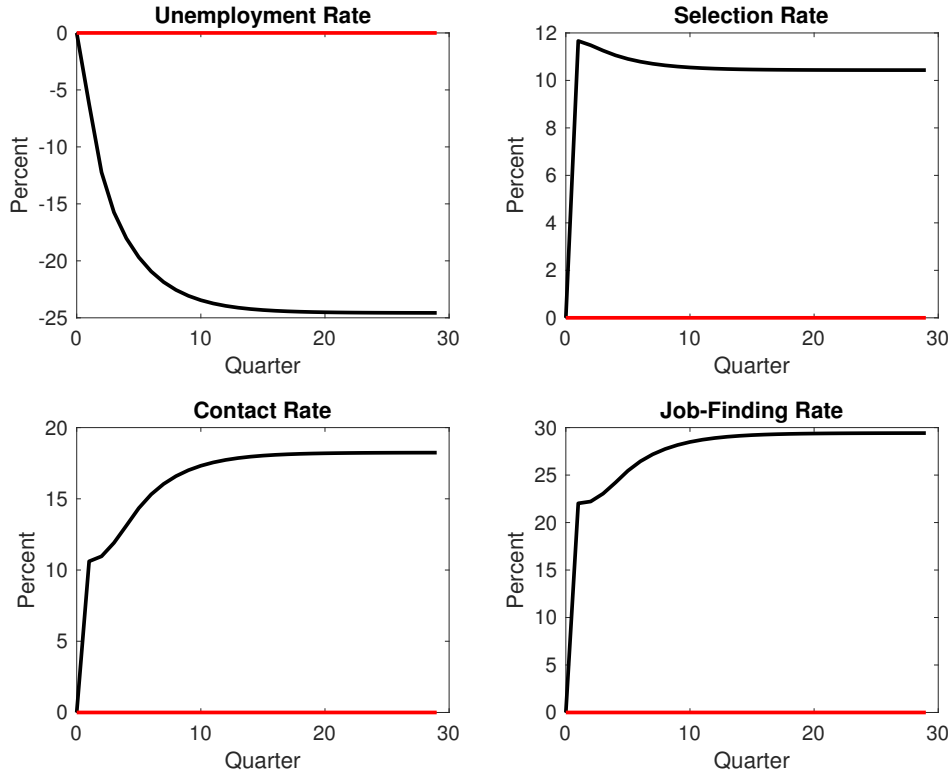 Unemployment Rate
0
-5
-10
-15
-20
-25
Percent
0 10 20 30
Quarter
Selection Rate
12
10
8
6
4
2
0
Percent
0 10 20 30
Quarter
Contact Rate
20
15
10
5
0
Percent
0 10 20 30
Quarter
Job-Finding Rate
30
25
20
15
10
5
0
Percent
0 10 20 30
Quarter